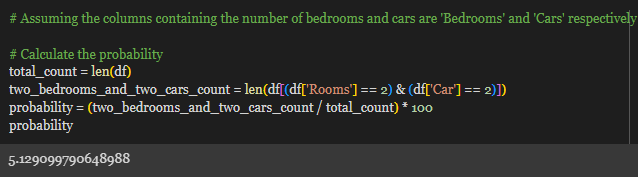 # Assuming the columns containing the number of bedrooms and cars are 'Bedrooms' and 'Cars' respectively
# Calculate the probability
total_count = len(df)
two_bedrooms_and_two_cars_count = len(df[(df['Rooms'] == 2) & (df['Car'] == 2)])
probability = (two_bedrooms_and_two_cars_count / total_count) * 100
probability
5.129099790648988